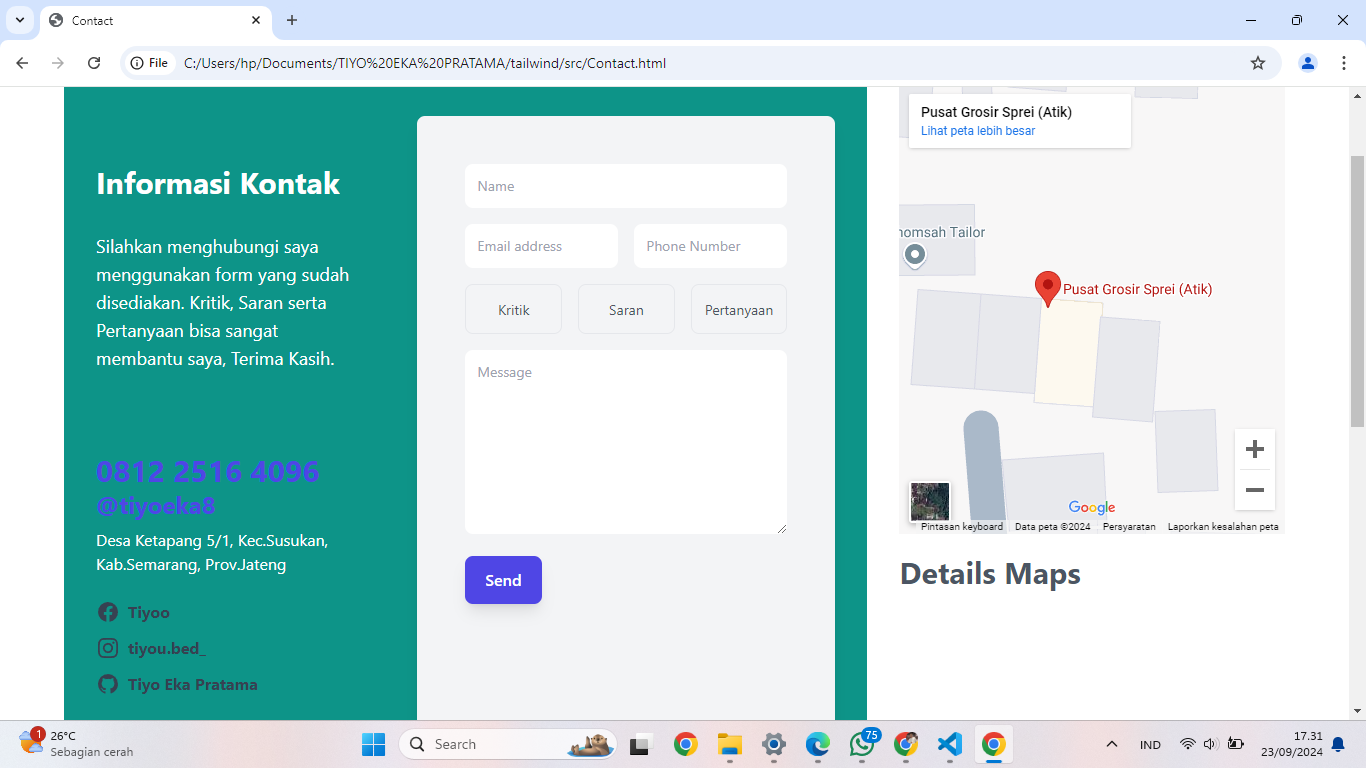 Contact
File
C:/Users/hp/Documents/TIYO%20EKA%20PRATAMA/tailwind/src/Contact.html
Informasi Kontak
Silahkan menghubungi saya
menggunakan form yang sudah
disediakan. Kritik, Saran serta
Pertanyaan bisa sangat
membantu saya, Terima Kasih.
0812 2516 4096
@tiyoeka8
Desa Ketapang 5/1, Kec.Susukan,
Kab.Semarang, Prov.Jateng
Tiyoo
tiyou.bed_
Tiyo Eka Pratama
Name
Email address
Phone Number
Kritik
Saran
Pertanyaan
Message
Send
Pusat Grosir Sprei (Atik)
Lihat peta lebih besar
homsah Tailor
Pusat Grosir Sprei (Atik)
Google
Pintasan keyboard
Data peta ©2024
Persyaratan
Laporkan kesalahan peta
Details Maps
1
26°C
Sebagian cerah
Search
75
IND
17.31
23/09/2024